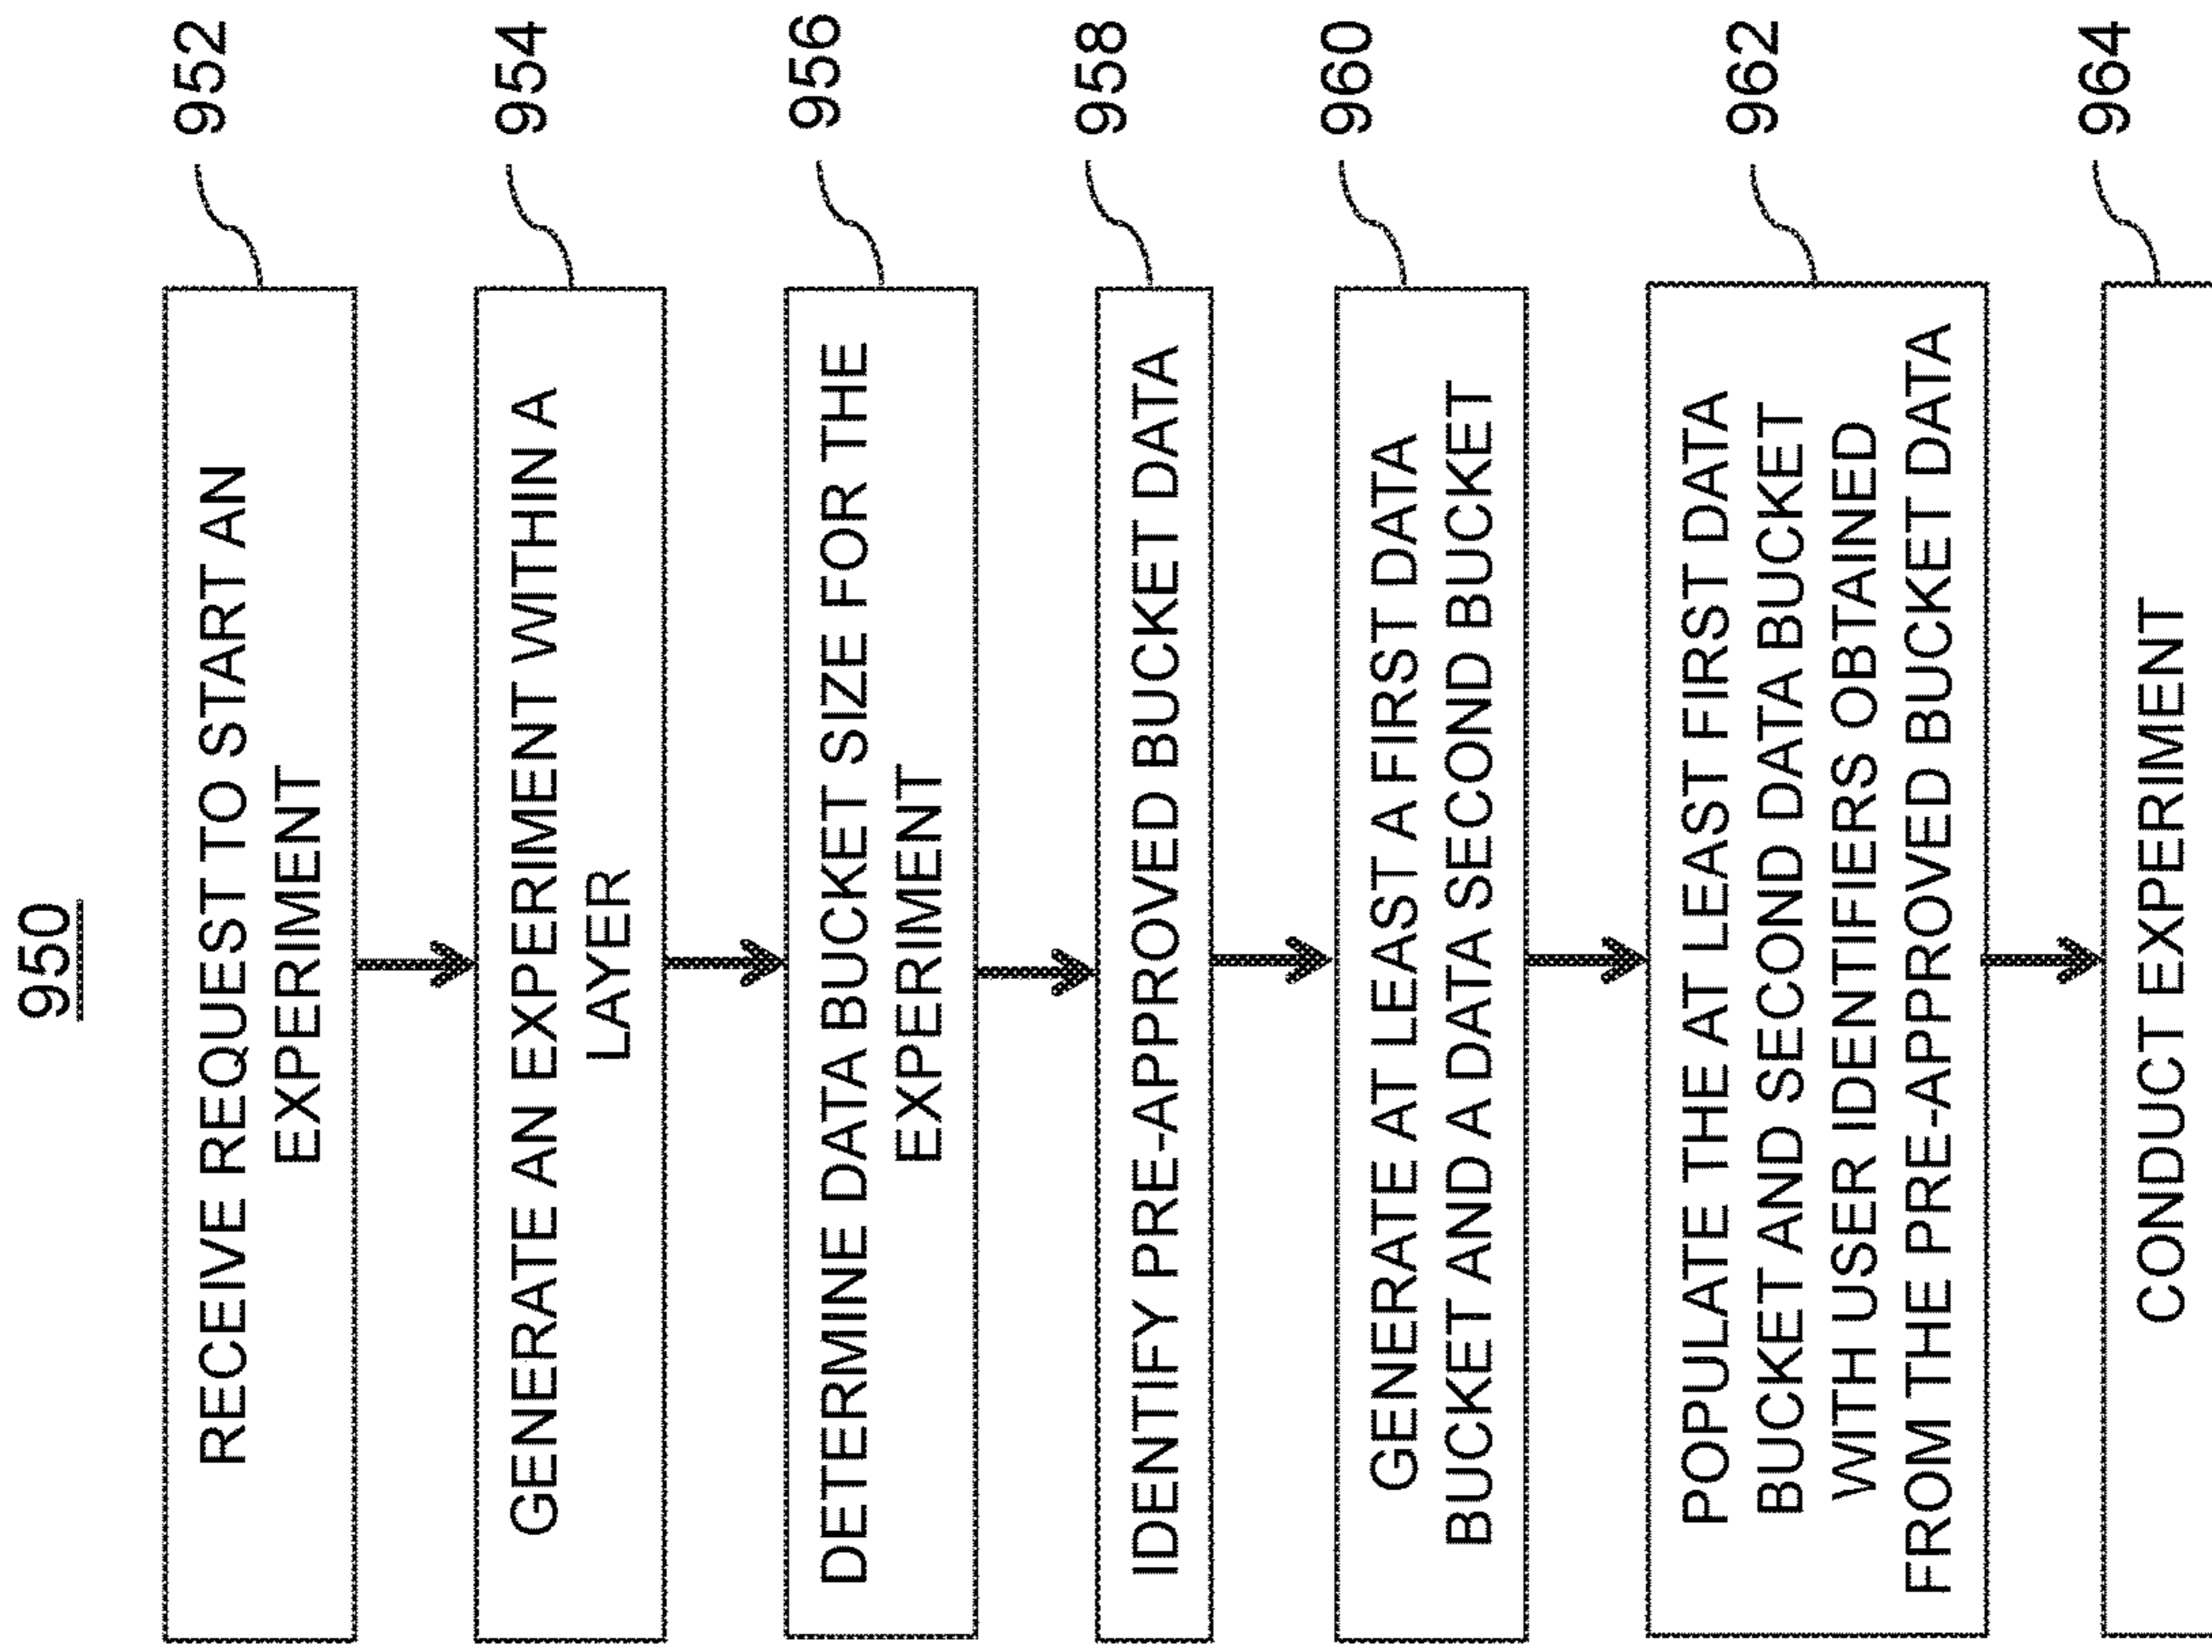 950
RECEIVE REQUEST TO START AN
EXPERIMENT
952
GENERATE AN EXPERIMENT WITHIN A
LAYER
954
DETERMINE DATA BUCKET SIZE FOR THE
EXPERIMENT
956
IDENTIFY PRE-APPROVED BUCKET DATA
958
GENERATE AT LEAST A FIRST DATA
BUCKET AND A DATA SECOND BUCKET
960
POPULATE THE AT LEAST FIRST DATA
BUCKET AND SECOND DATA BUCKET
WITH USER IDENTIFIERS OBTAINED
FROM THE PRE-APPROVED BUCKET DATA
962
CONDUCT EXPERIMENT
964